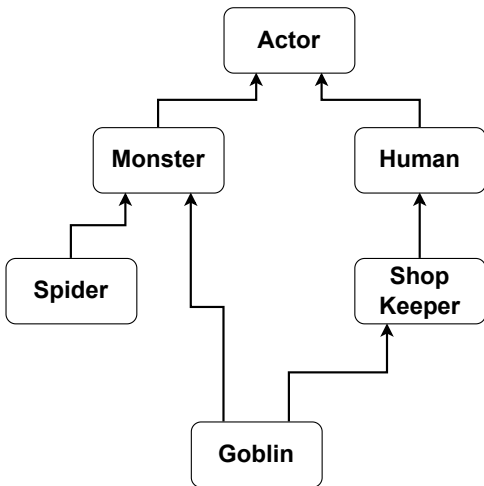 Actor
Monster
Human
Spider
Shop
Keeper
Goblin